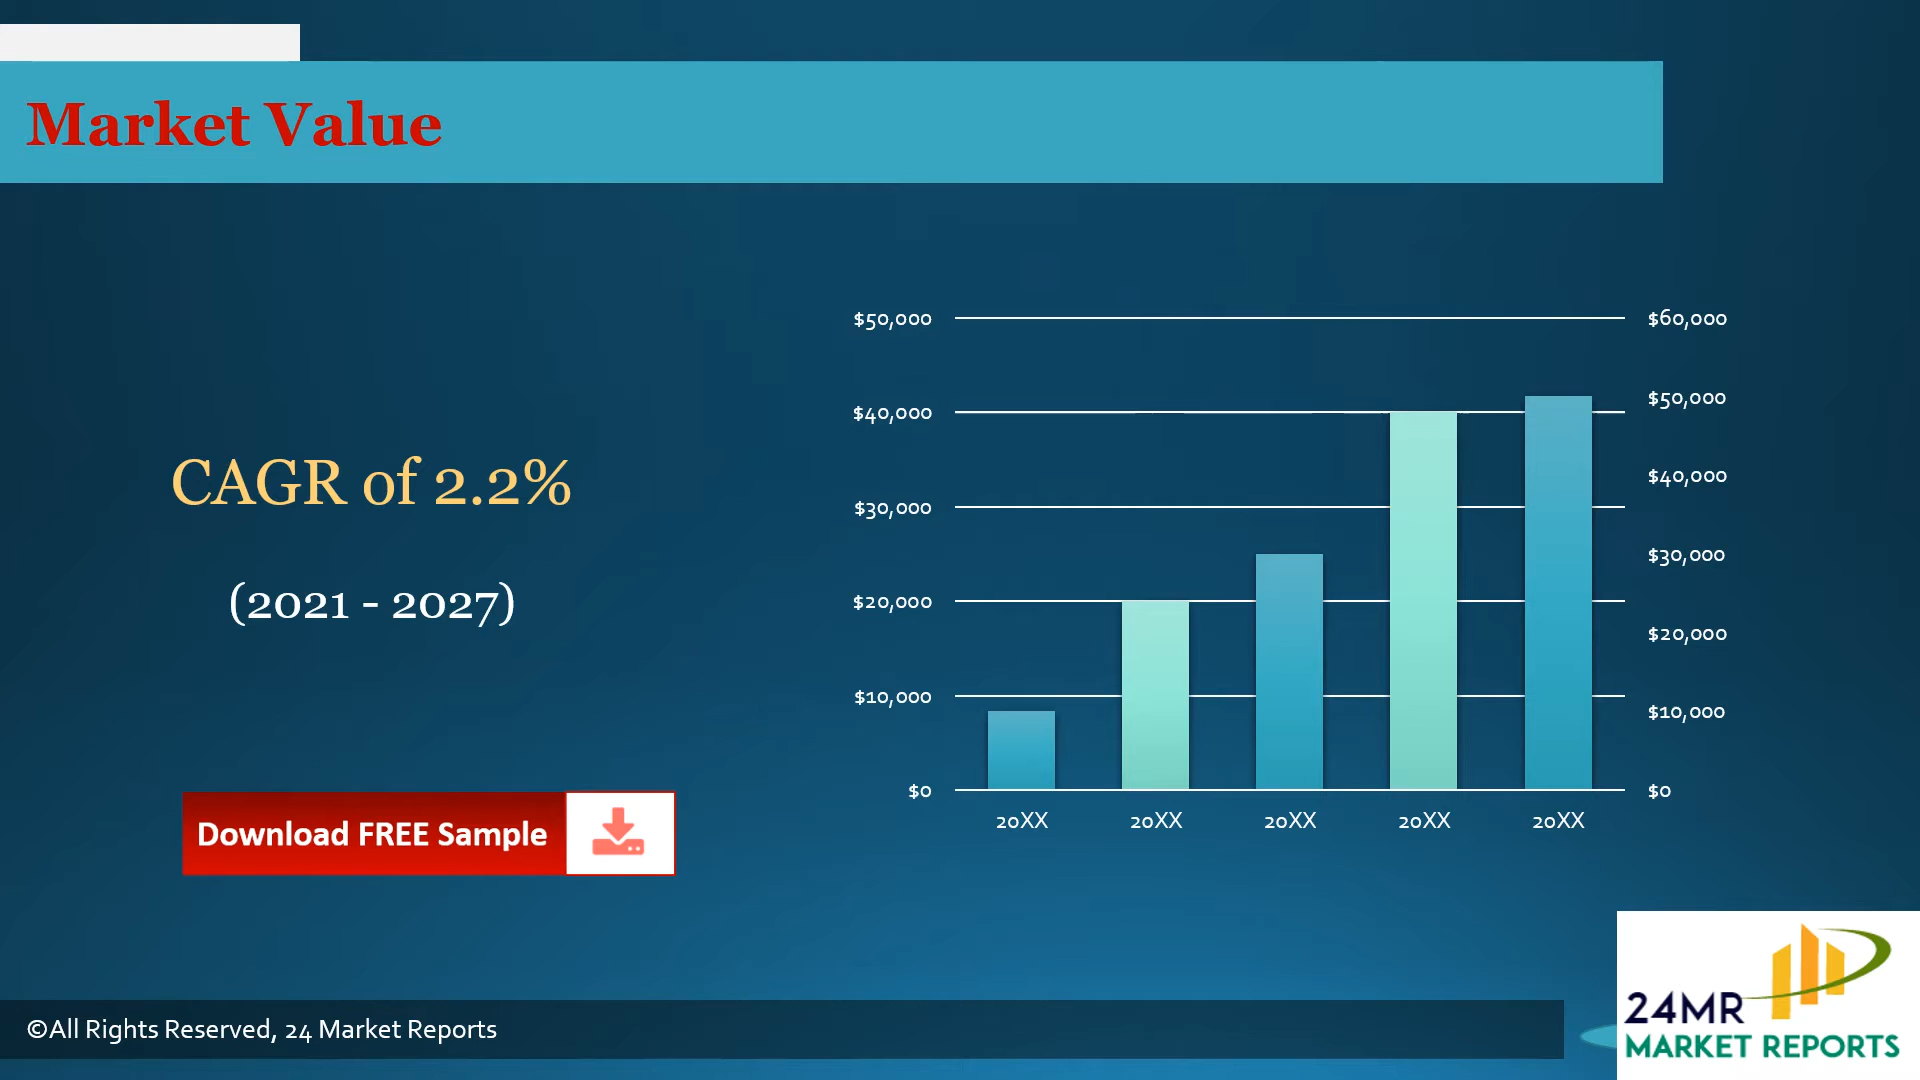 Market Value
CAGR of 2.2%
(2021 - 2027)
Download FREE Sample
$50,000
$40,000
$30,000
$20,000
$10,000
$0
$60,000
$50,000
$40,000
$30,000
$20,000
$10,000
$0
20XX 20XX 20XX 20XX 20XX
©All Rights Reserved, 24 Market Reports
24MR
MARKET REPORTS